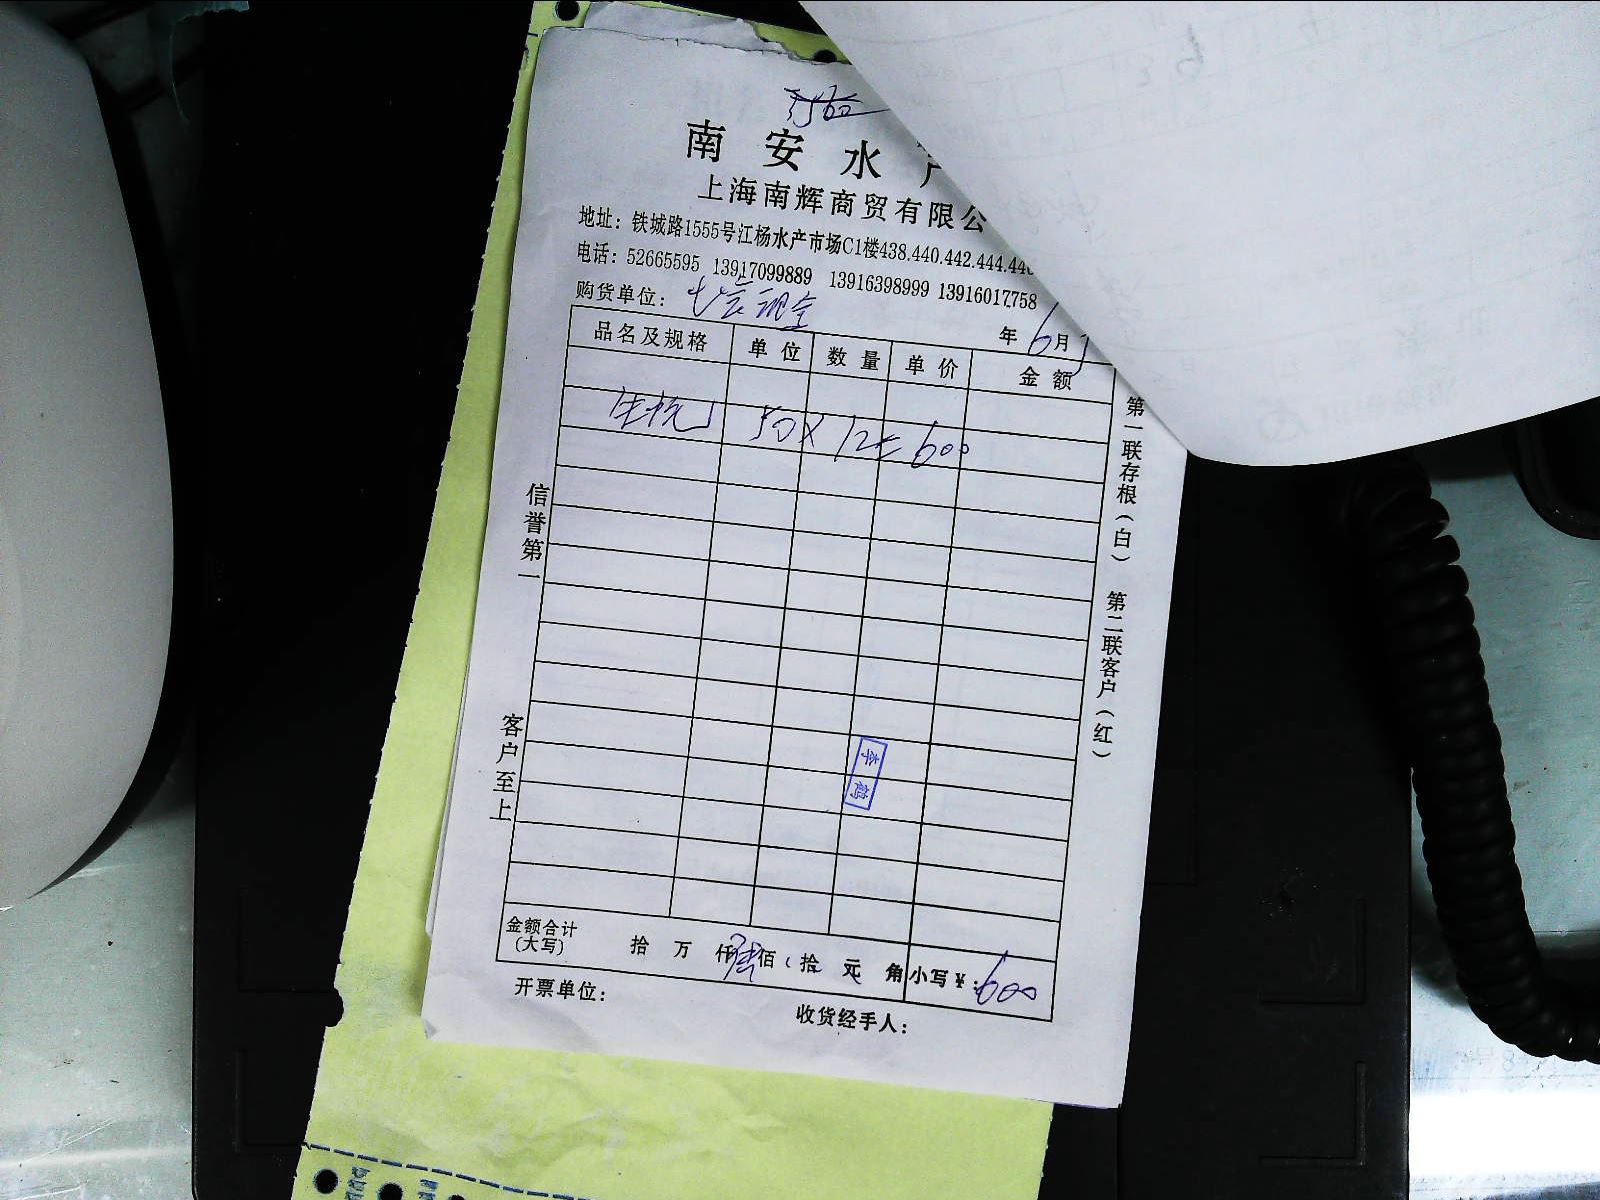 南安水
上海南辉商贸有限公
地址：铁城路1555号江杨水产市场C1楼438.440.442.444.446
电话：52665595 13917099889 13916398999 13916017758
购货单位： 现金
年 6月
品名及规格 单位 数量 单价 金额
50×12=600
第一联存根（白） 第二联客户（红）
信誉第一
客户至上
金额合计
（大写） 拾 万 仟 陆 佰 拾 元 角 小写￥：600
开票单位：
收货经手人：